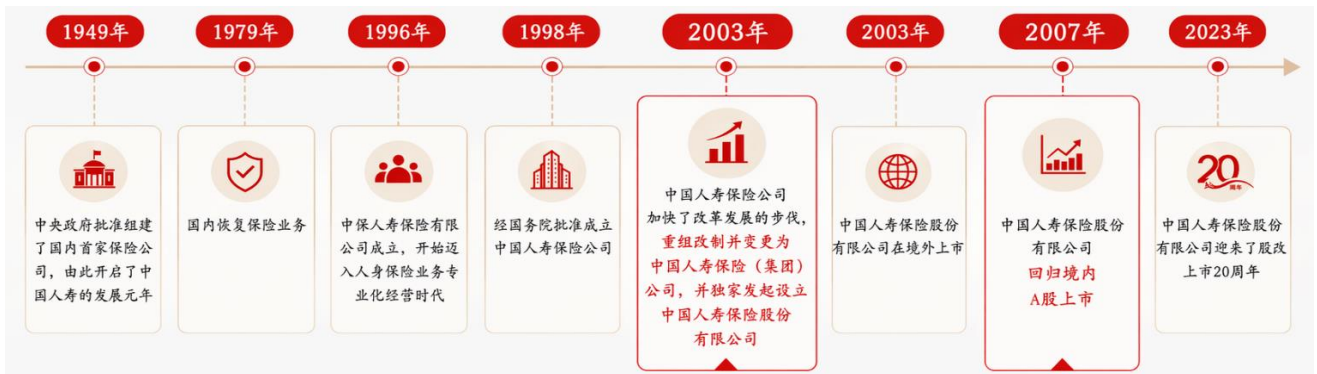 1949年
1979年
1996年
1998年
2003年
2003年
2007年
2023年
中央政府批准组建
了国内首家保险公
司，由此开启了中
国人寿的发展元年
国内恢复保险业务
中保人寿保险有限
公司成立，开始迈
入人身保险业务专
业化经营时代
经国务院批准成立
中国人寿保险公司
中国人寿保险公司
加快了改革发展的步伐，
重组改制并变更为
中国人寿保险（集团）
公司，并独家发起设立
中国人寿保险股份
有限公司
中国人寿保险股份
有限公司在境外上市
中国人寿保险股份
有限公司
回归境内
A股上市
20
周年
中国人寿保险股份
有限公司迎来了股改
上市20周年